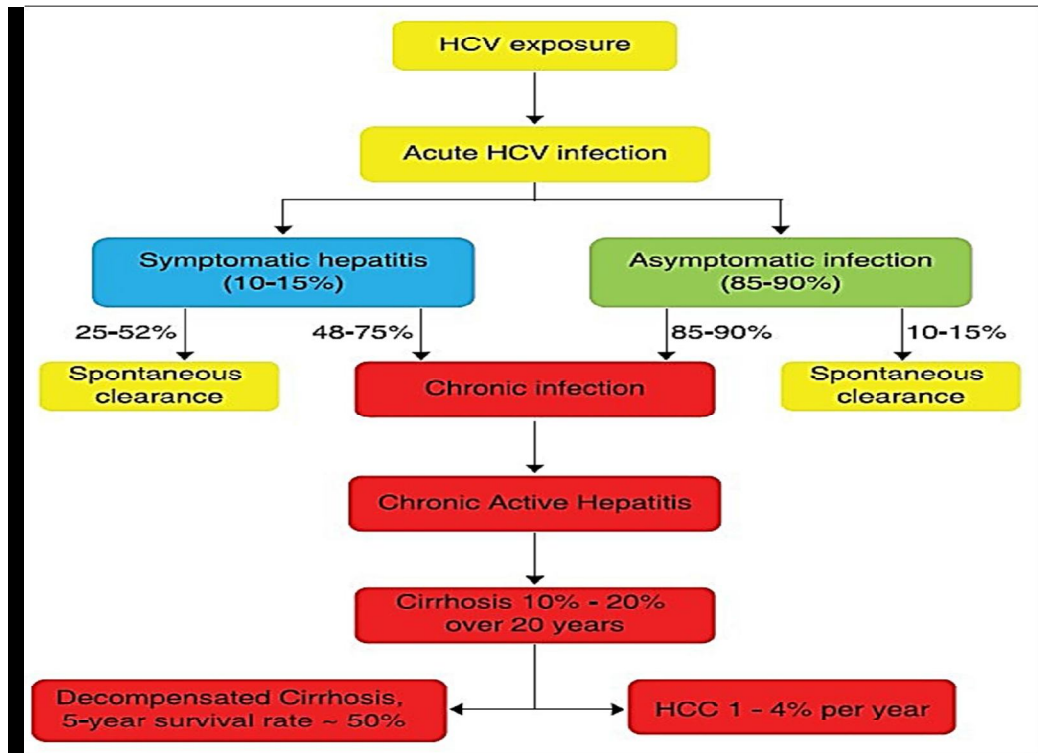 HCV exposure
Acute HCV infection
Symptomatic hepatitis
(10-15%)
Asymptomatic infection
(85-90%)
25-52%
48-75%
85-90%
10-15%
Spontaneous
clearance
Chronic infection
Spontaneous
clearance
Chronic Active Hepatitis
Cirrhosis 10% - 20%
over 20 years
Decompensated Cirrhosis,
5-year survival rate ~ 50%
HCC 1 - 4% per year